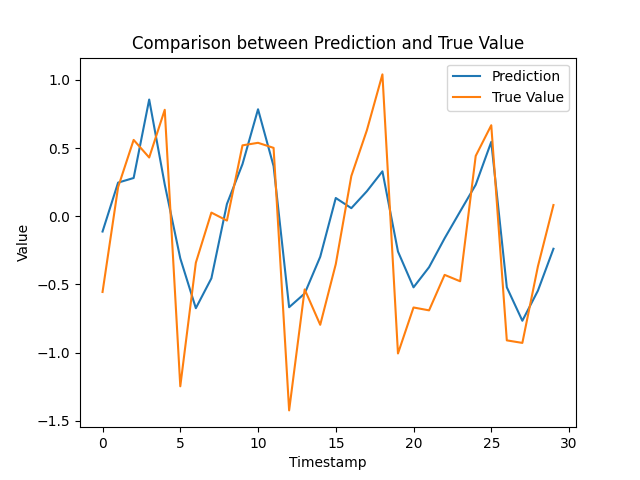 Comparison between Prediction and True Value
Prediction
True Value
1.0
0.5
0.0
−0.5
−1.0
−1.5
Value
0 5 10 15 20 25 30
Timestamp